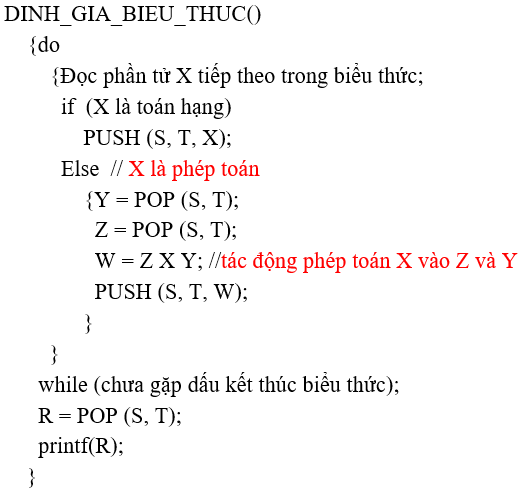 DINH_GIA_BIEU_THUC()
{do
{Đọc phần tử X tiếp theo trong biểu thức;
if (X là toán hạng)
PUSH (S, T, X);
Else // X là phép toán
{Y = POP (S, T);
Z = POP (S, T);
W = Z X Y; //tác động phép toán X vào Z và Y
PUSH (S, T, W);
}
}
while (chưa gặp dấu kết thúc biểu thức);
R = POP (S, T);
printf(R);
}